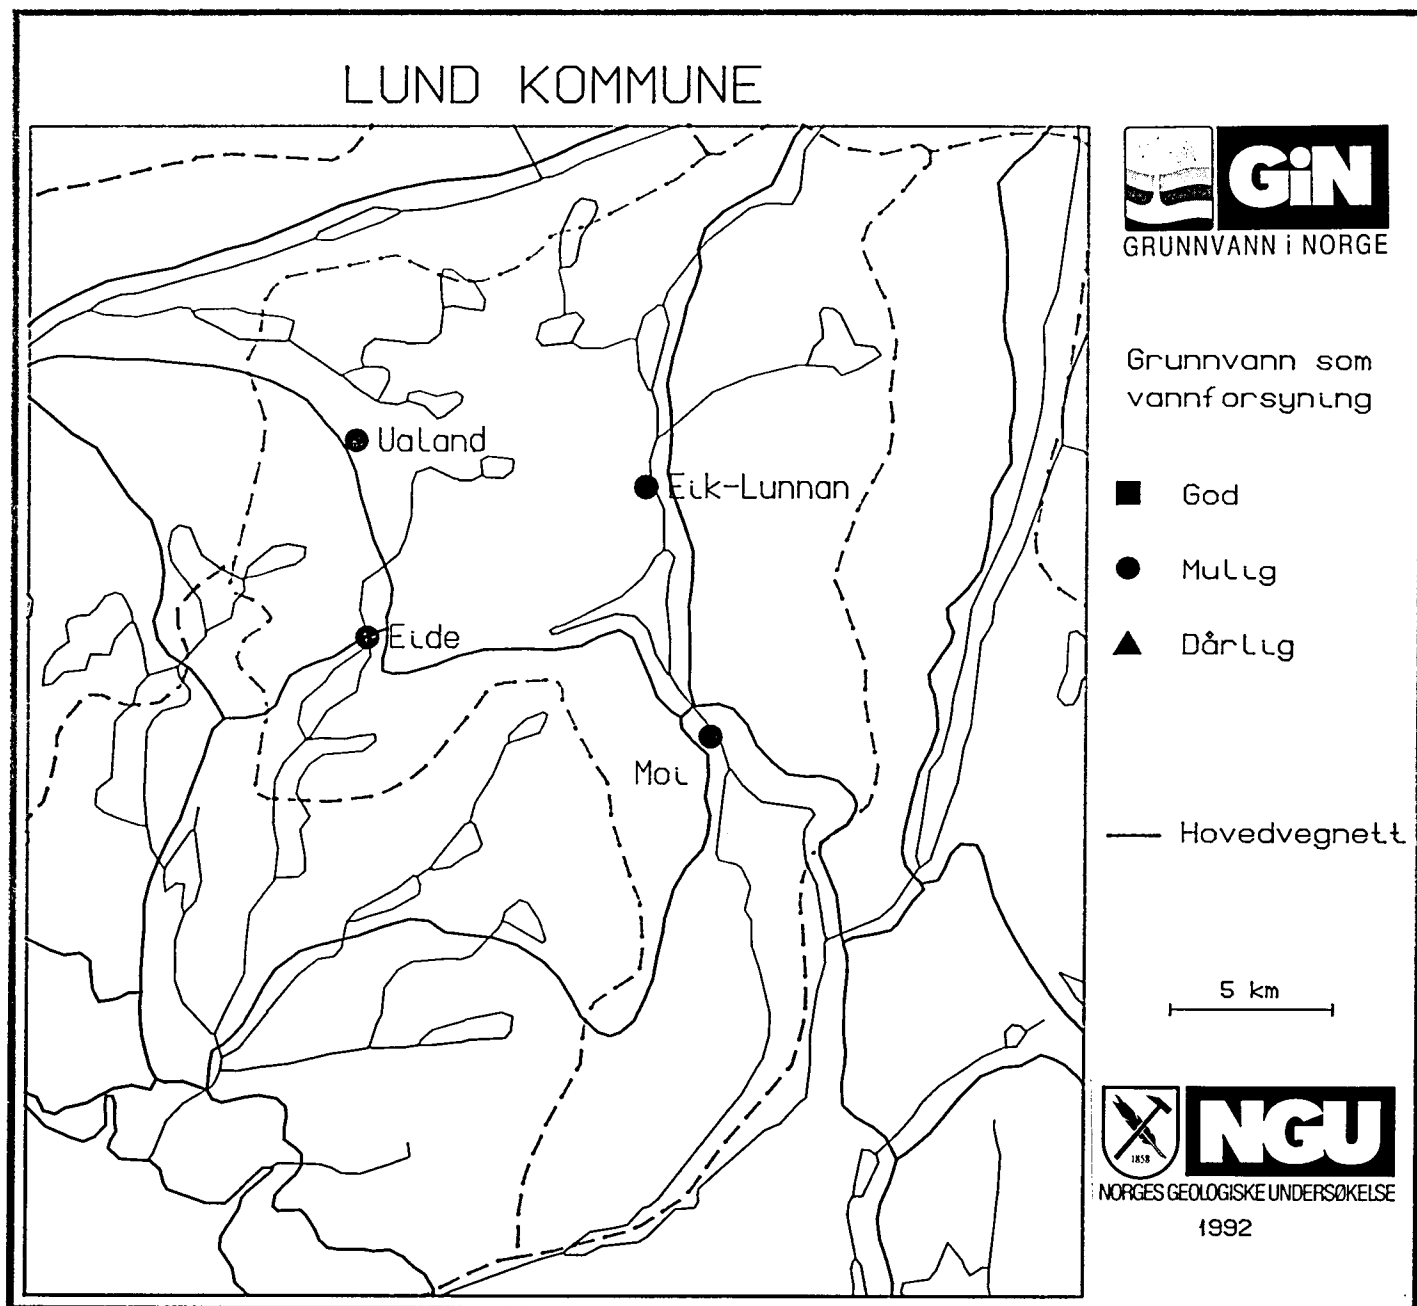 LUND KOMMUNE
GiN
GRUNNVANN i NORGE
Grunnvann som
vannforsyning
God
Mulig
Dårlig
Hovedvegnett
5 km
1858
NGU
NORGES GEOLOGISKE UNDERSØKELSE
1992
Ualand
Eik-Lunnan
Eide
Moi